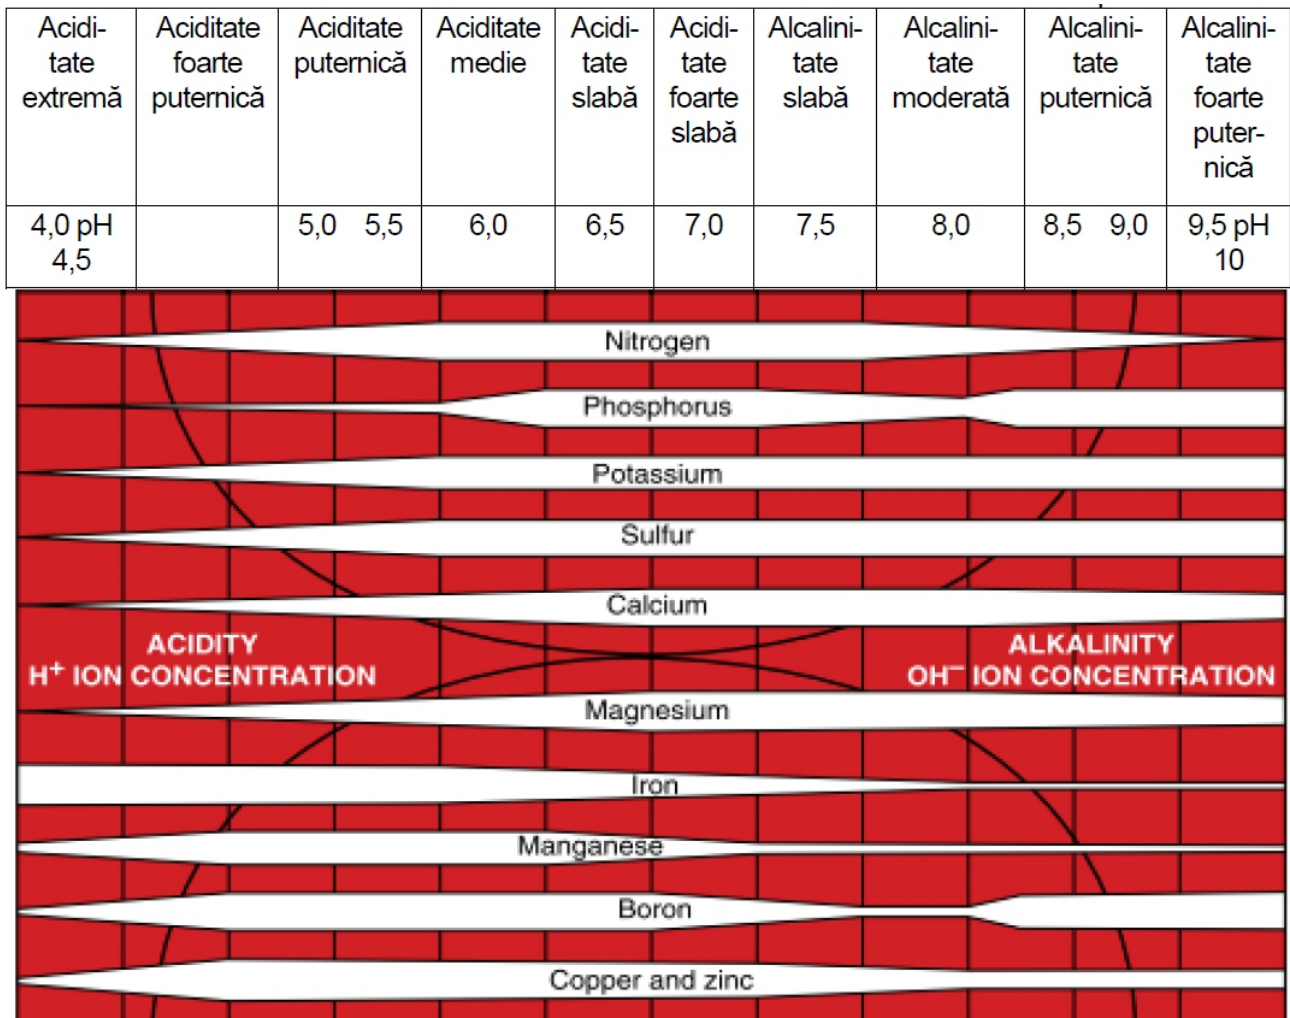 Acidi-
tate
extremă
Aciditate
foarte
puternică
Aciditate
puternică
Aciditate
medie
Acidi-
tate
slabă
Acidi-
tate
foarte
slabă
Alcalini-
tate
slabă
Alcalini-
tate
moderată
Alcalini-
tate
puternică
Alcalini-
tate
foarte
puter-
nică
4,0 pH
4,5
5,0 5,5
6,0
6,5
7,0
7,5
8,0
8,5 9,0
9,5 pH
10
Nitrogen
Phosphorus
Potassium
Sulfur
Calcium
ACIDITY
H⁺ ION CONCENTRATION
ALKALINITY
OH⁻ ION CONCENTRATION
Magnesium
Iron
Manganese
Boron
Copper and zinc